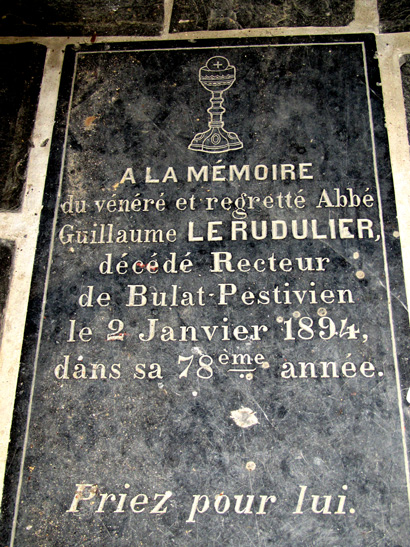 A LA MÉMOIRE
du vénéré et regretté Abbé
Guillaume LE RUDULIER,
décédé Recteur
de Bulat-Pestivien
le 2 Janvier 1894,
dans sa 78ème année.
Priez pour lui.